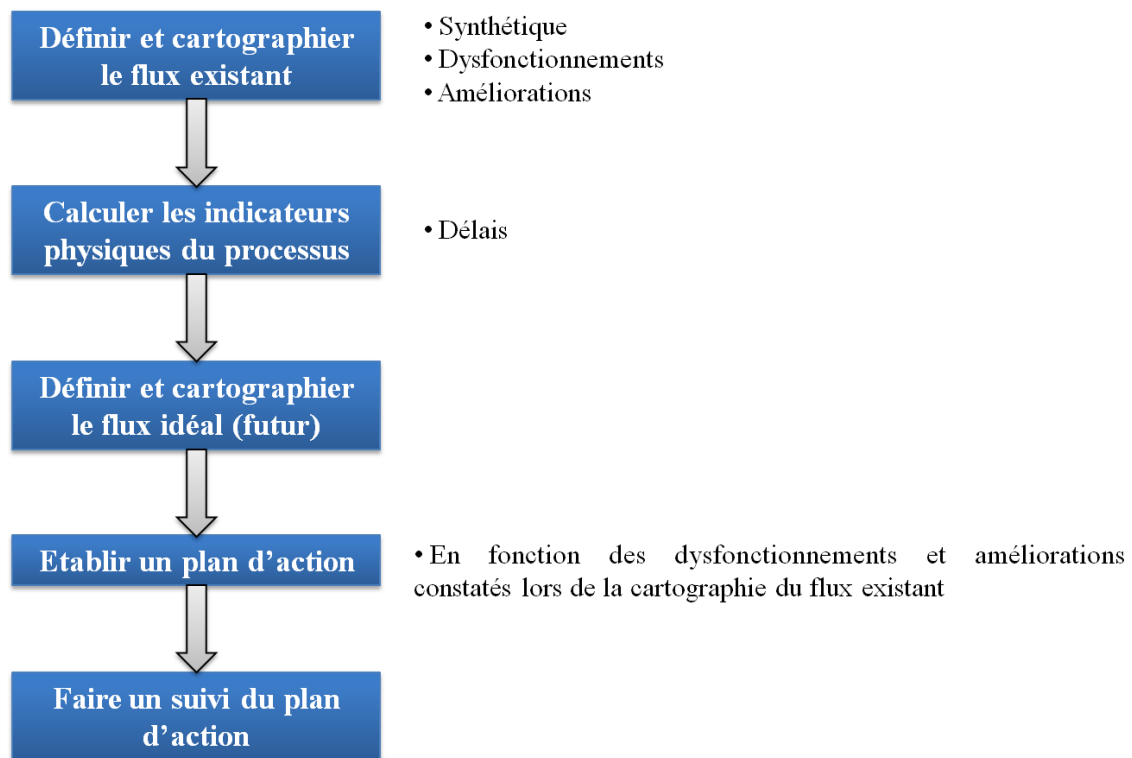 Définir et cartographier
le flux existant
• Synthétique
• Dysfonctionnements
• Améliorations
Calculer les indicateurs
physiques du processus
• Délais
Définir et cartographier
le flux idéal (futur)
Etablir un plan d’action
• En fonction des dysfonctionnements et améliorations
constatés lors de la cartographie du flux existant
Faire un suivi du plan
d’action